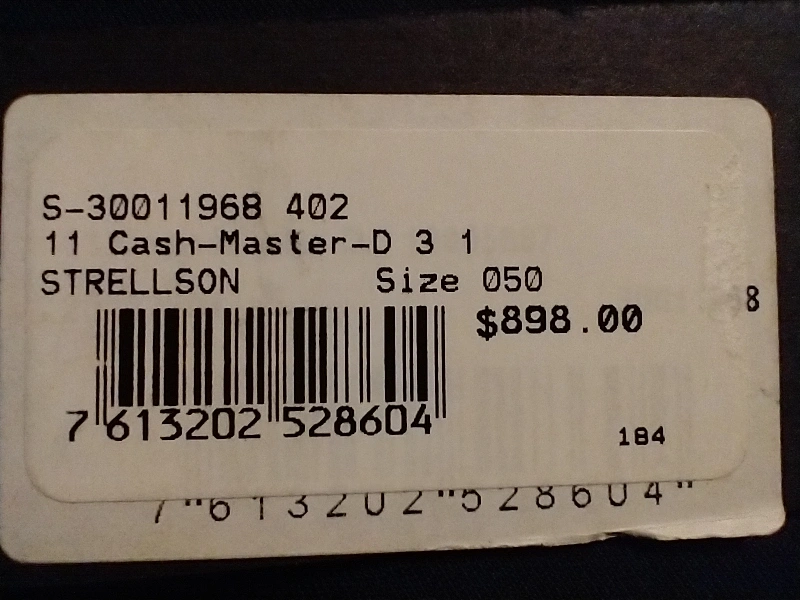 S-30011968 402
11 Cash-Master-D 3 1
STRELLSON Size 050
$898.00
8
7 613202 528604
184
7 "613202 "528604"